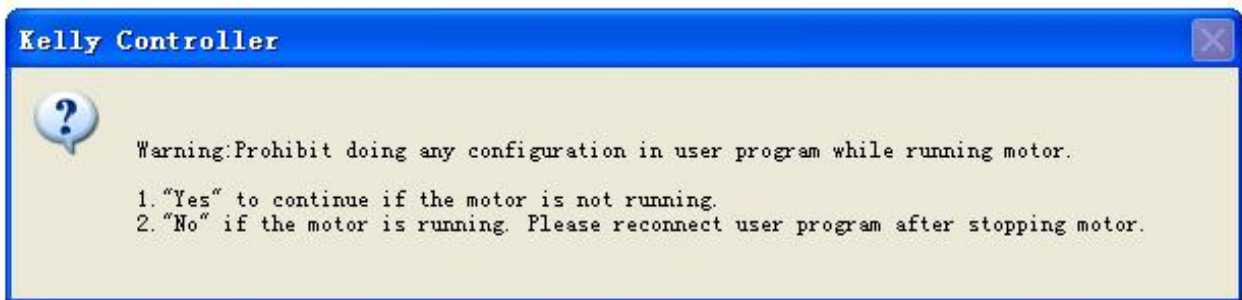 Kelly Controller
Warning:Prohibit doing any configuration in user program while running motor.
1."Yes" to continue if the motor is not running.
2."No" if the motor is running. Please reconnect user program after stopping motor.